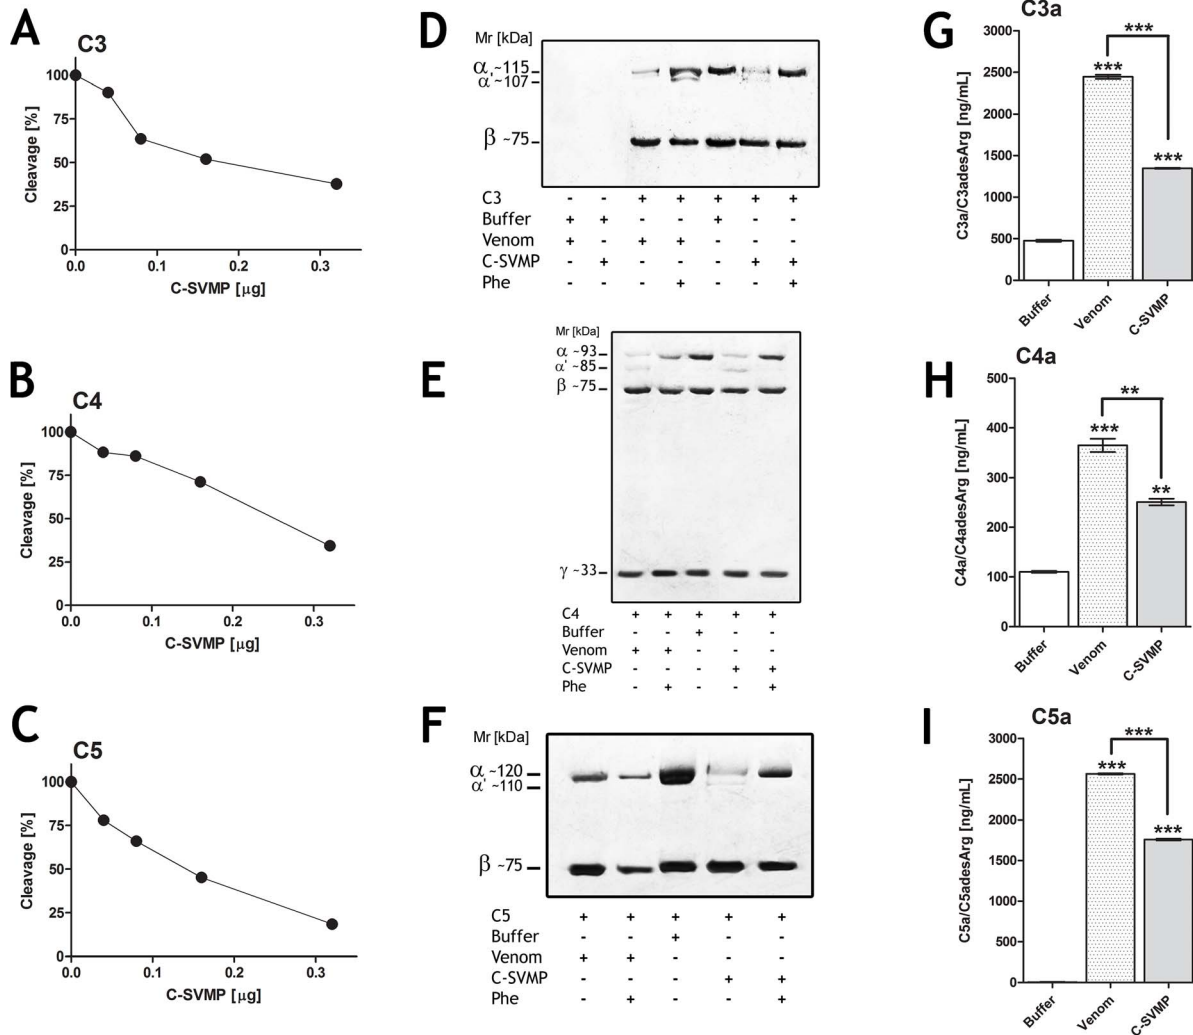 A
C3
Cleavage [%]
100
75
50
25
0
0.0 0.1 0.2 0.3
C-SVMP [µg]
B
C4
Cleavage [%]
100
75
50
25
0
0.0 0.1 0.2 0.3
C-SVMP [µg]
C
C5
Cleavage [%]
100
75
50
25
0
0.0 0.1 0.2 0.3
C-SVMP [µg]
D
Mr [kDa]
α ~115
α' ~107
β ~75
C3 - - + + + + +
Buffer + + - - + - -
Venom + - + + - - -
C-SVMP - + - - - + +
Phe - - - + - - +
E
Mr [kDa]
α ~93
α' ~85
β ~75
γ ~33
C4 + + + + +
Buffer - - + - -
Venom + + - - -
C-SVMP - - - + +
Phe - + - - +
F
Mr [kDa]
α ~120
α' ~110
β ~75
C5 + + + + +
Buffer - - + - -
Venom + + - - -
C-SVMP - - - + +
Phe - + - - +
G
C3a
C3a/C3adesArg [ng/mL]
3000
2500
2000
1500
1000
500
0
***
***
***
Buffer Venom C-SVMP
H
C4a
C4a/C4adesArg [ng/mL]
500
400
300
200
100
0
**
***
**
Buffer Venom C-SVMP
I
C5a
C5a/C5adesArg [ng/mL]
3000
2500
2000
1500
1000
500
0
***
***
***
Buffer Venom C-SVMP